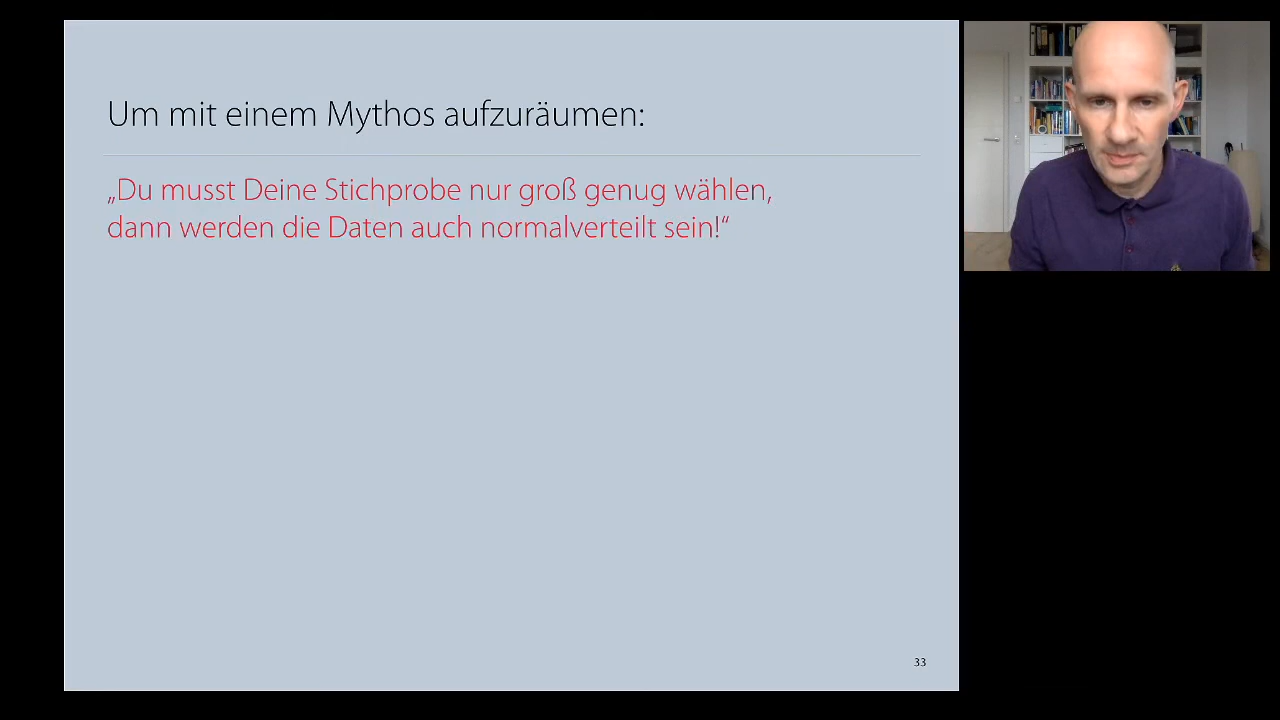 Um mit einem Mythos aufzuräumen:
„Du musst Deine Stichprobe nur groß genug wählen,
dann werden die Daten auch normalverteilt sein!“
33